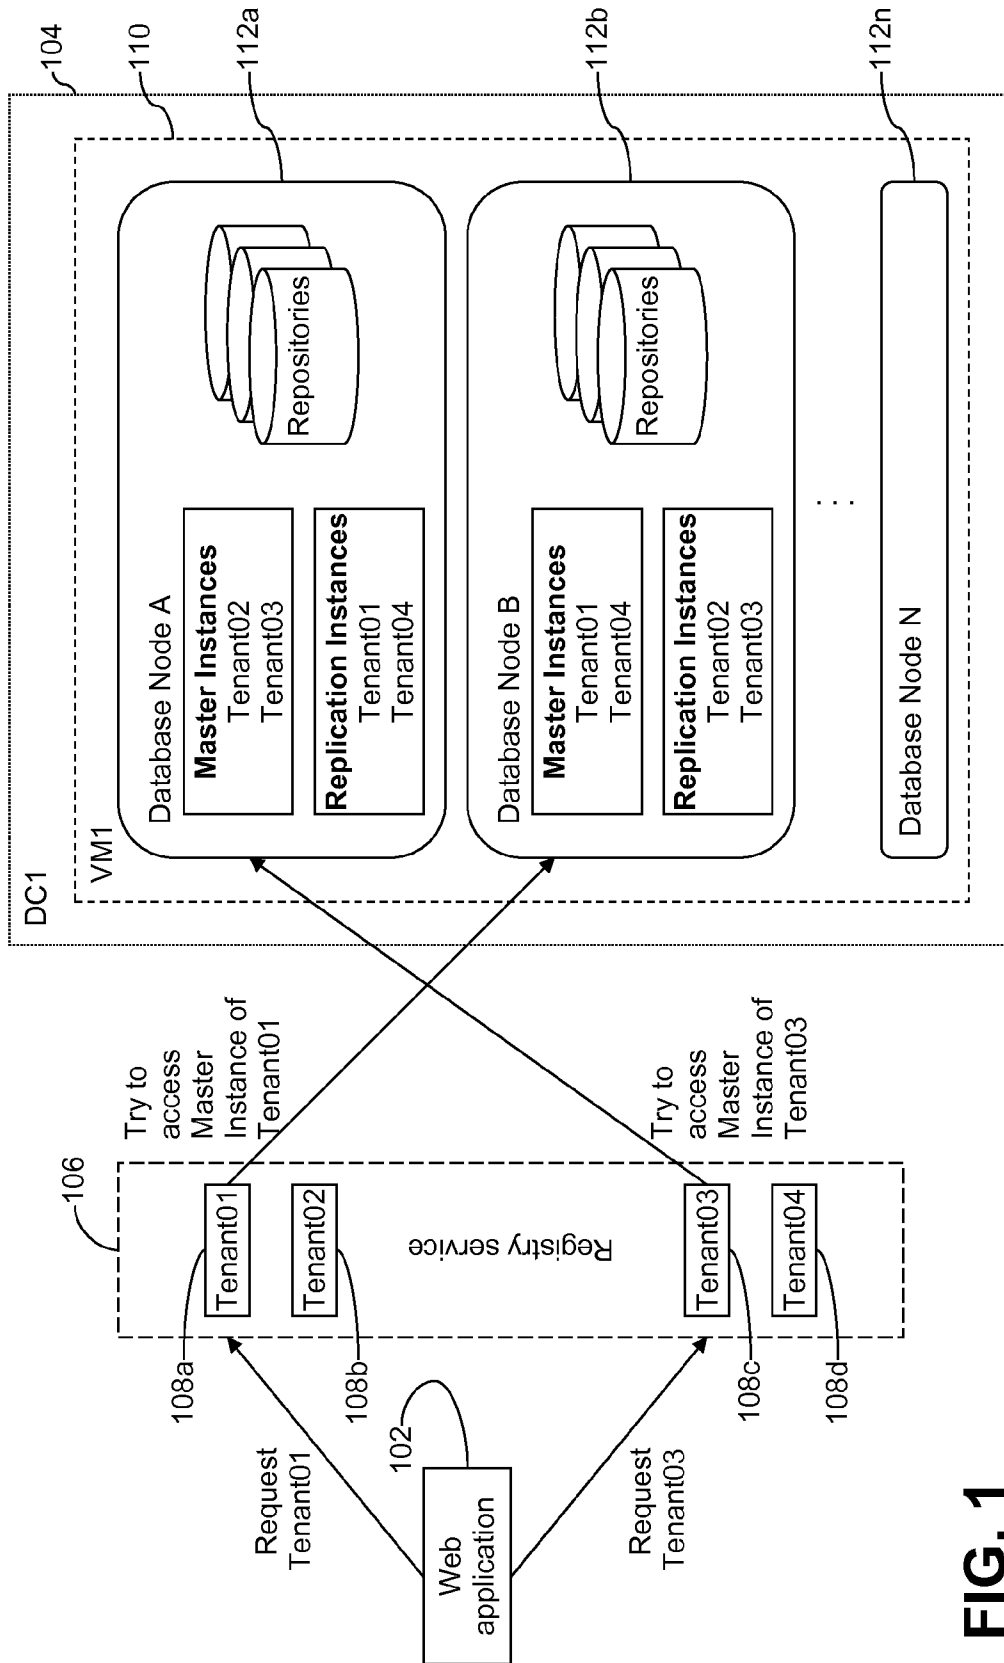 Web
application
102
Request
Tenant01
Request
Tenant03
106
108a
Tenant01
108b
Tenant02
Registry service
108c
Tenant03
108d
Tenant04
Try to
access
Master
Instance of
Tenant01
Try to
access
Master
Instance of
Tenant03
DC1
104
VM1
110
Database Node A
112a
Master Instances
Tenant02
Tenant03
Replication Instances
Tenant01
Tenant04
Repositories
Database Node B
112b
Master Instances
Tenant01
Tenant04
Replication Instances
Tenant02
Tenant03
Repositories
. . .
Database Node N
112n
FIG. 1